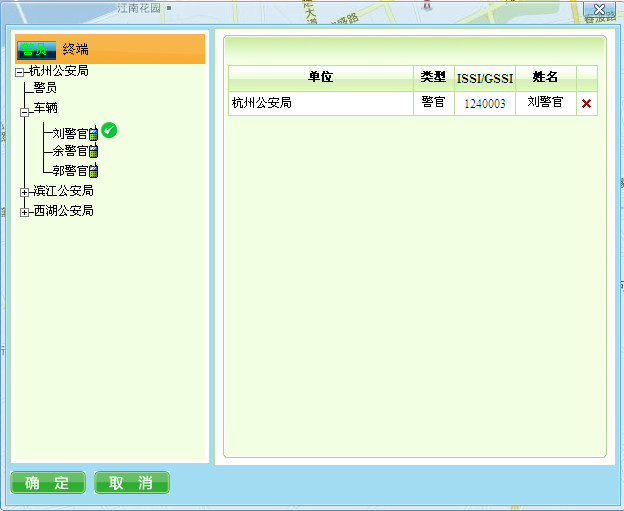 江南花园
警员 终端
杭州公安局
警员
车辆
刘警官
余警官
郭警官
滨江公安局
西湖公安局
单位 类型 ISSI/GSSI 姓名
杭州公安局 警官 1240003 刘警官
确 定 取 消